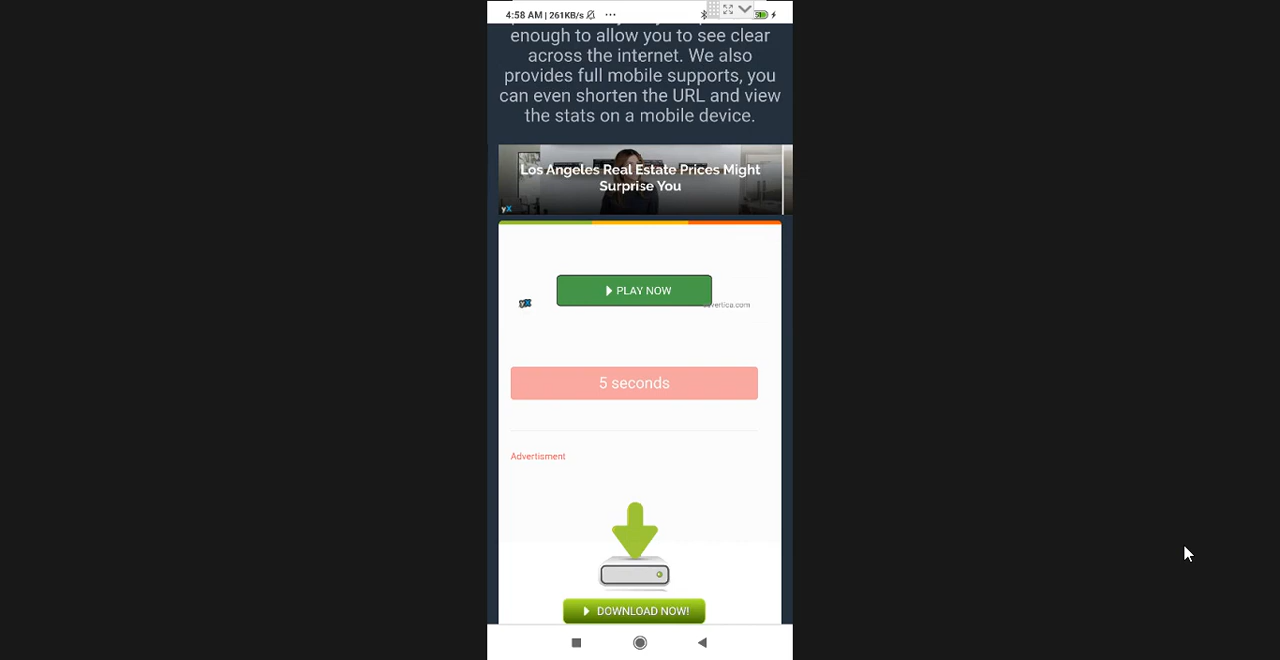 4:58 AM | 261KB/s
enough to allow you to see clear
across the internet. We also
provides full mobile supports, you
can even shorten the URL and view
the stats on a mobile device.
Los Angeles Real Estate Prices Might
Surprise You
yX
PLAY NOW
yX
5 seconds
Advertisment
DOWNLOAD NOW!